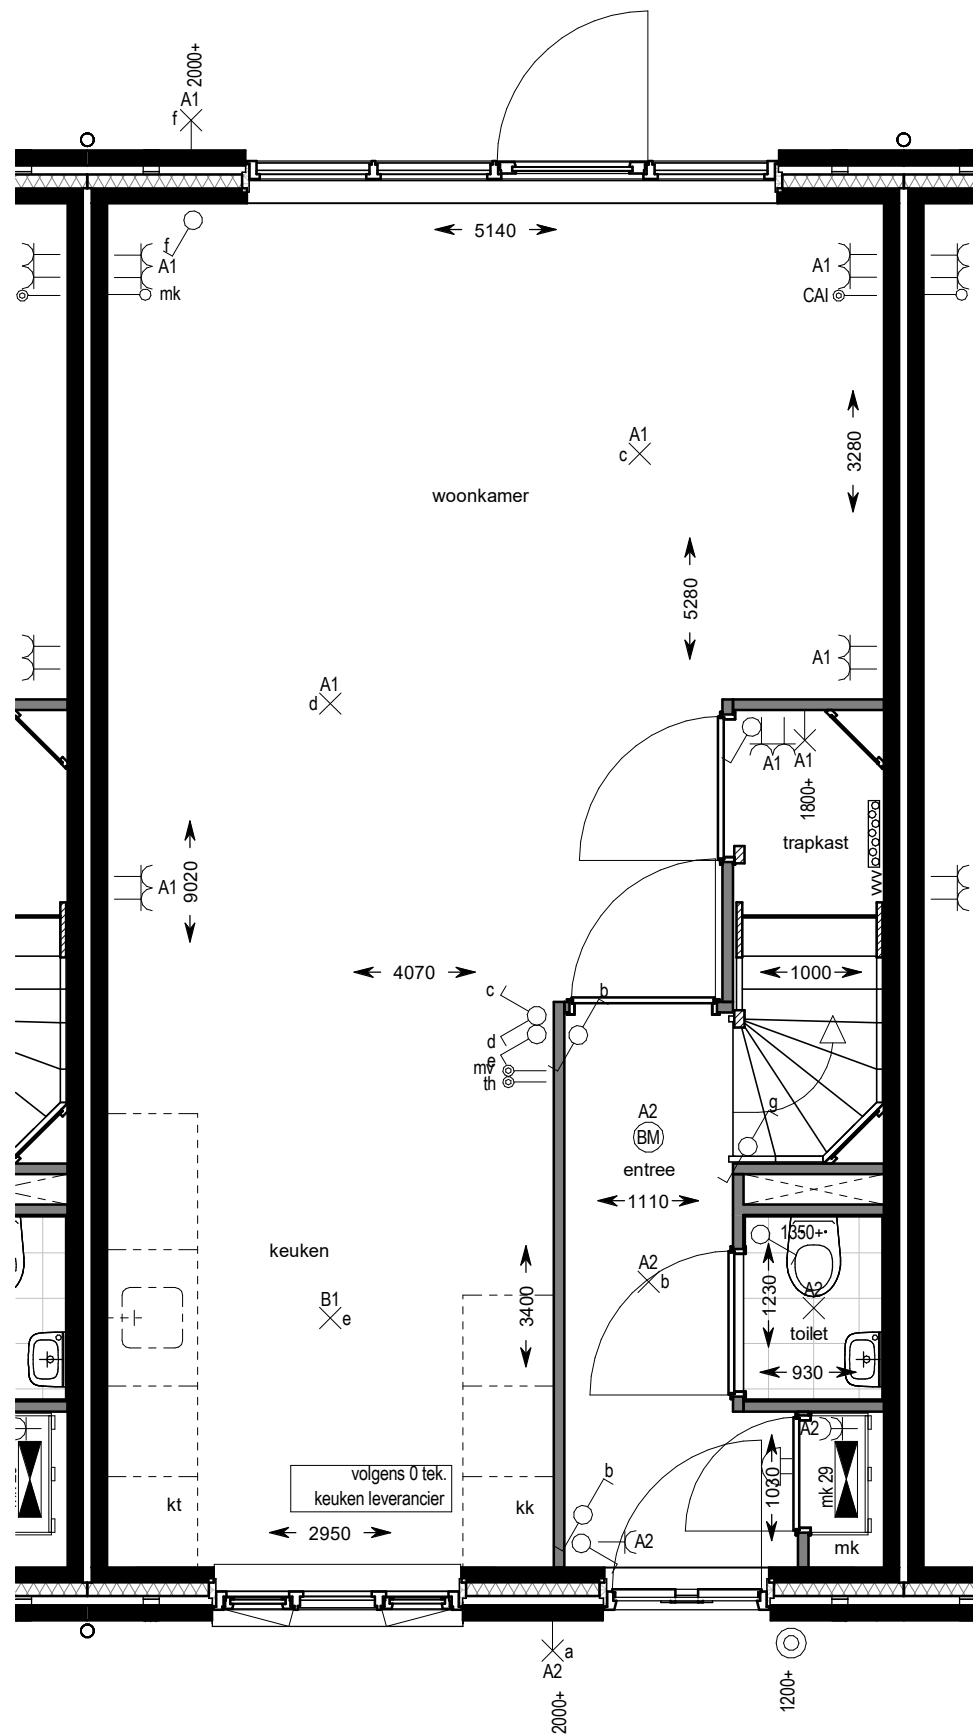 2000+
A1
f
5140
f
A1
mk
A1
CAI
A1
c
3280
woonkamer
5280
A1
A1
d
A1
A1
1800+
trapkast
A1
9020
VV
4070
1000
c
b
d
e
mv
th
g
A2
BM
entree
1110
1350+
keuken
A2
b
1230
A2
B1
e
3400
toilet
930
A2
volgens 0 tek.
keuken leverancier
b
1030
mk 29
kt
kk
2950
A2
mk
a
A2
2000+
1200+